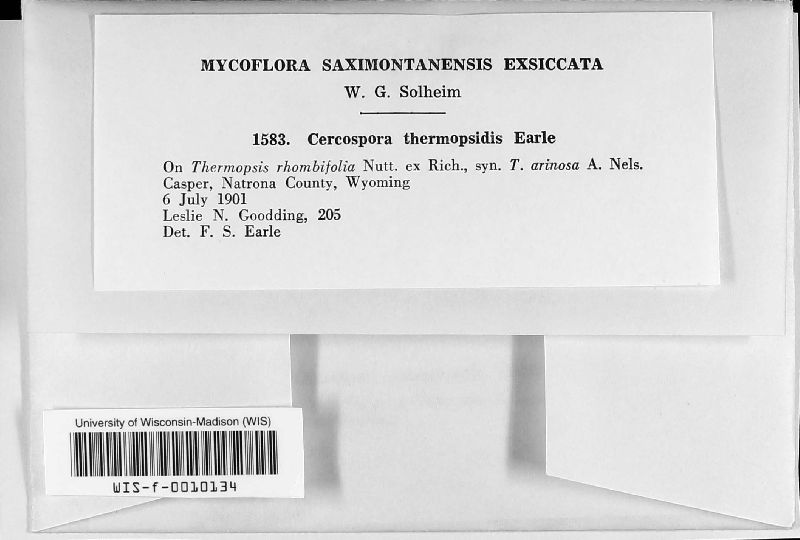 MYCOFLORA SAXIMONTANENSIS EXSICCATA
W. G. Solheim
1583. Cercospora thermopsidis Earle
On Thermopsis rhombifolia Nutt. ex Rich., syn. T. arinosa A. Nels.
Casper, Natrona County, Wyoming
6 July 1901
Leslie N. Goodding, 205
Det. F. S. Earle
University of Wisconsin-Madison (WIS)
WIS-f-0010134